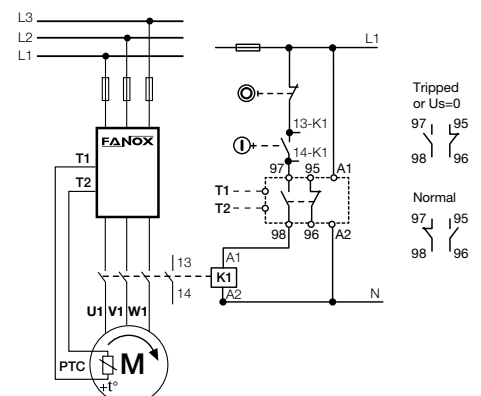 L3
L2
L1
L1
FANOX
T1
T2
13-K1
14-K1
97 95 A1
T1
T2
98 96 A2
Tripped
or Us=0
97 95
98 96
Normal
97 95
98 96
13
14
A1
K1
A2
N
U1 V1 W1
PTC
M
+t°